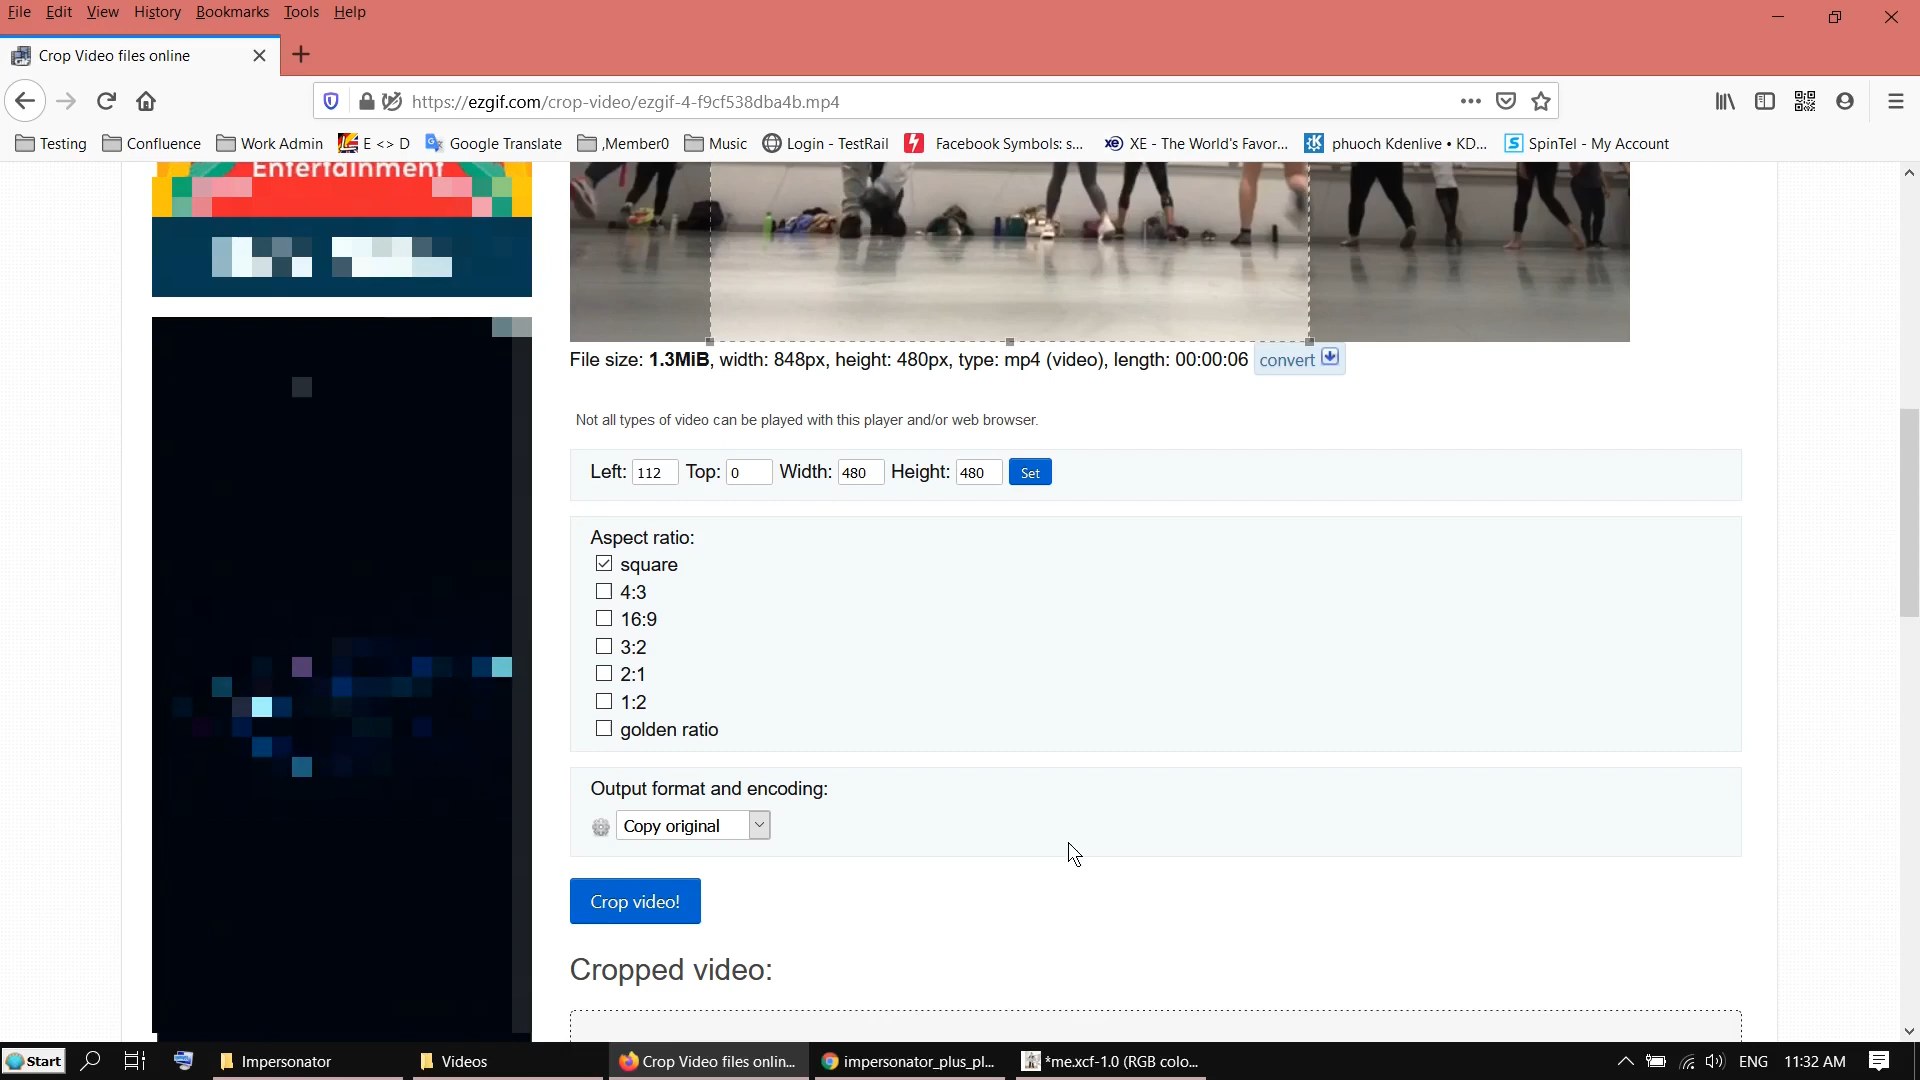 File Edit View History Bookmarks Tools Help
Crop Video files online
https://ezgif.com/crop-video/ezgif-4-f9cf538dba4b.mp4
Testing Confluence Work Admin E <> D Google Translate ,Member0 Music Login - TestRail Facebook Symbols: s... XE - The World's Favor... phuoch Kdenlive • KD... SpinTel - My Account
Entertainment
File size: 1.3MiB, width: 848px, height: 480px, type: mp4 (video), length: 00:00:06 convert
Not all types of video can be played with this player and/or web browser.
Left: 112 Top: 0 Width: 480 Height: 480 Set
Aspect ratio:
square
4:3
16:9
3:2
2:1
1:2
golden ratio
Output format and encoding:
Copy original
Crop video!
Cropped video:
Start Impersonator Videos Crop Video files onlin... impersonator_plus_pl... *me.xcf-1.0 (RGB colo... ENG 11:32 AM